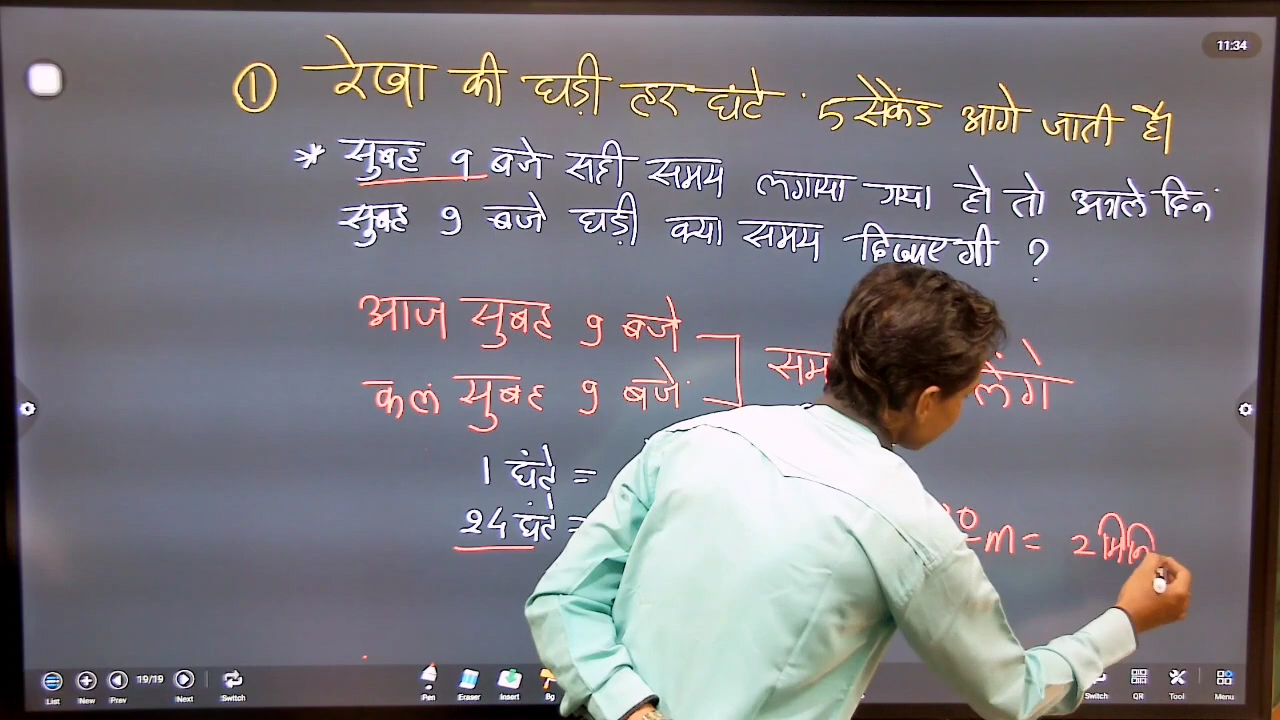 11:34
① रेखा की घड़ी हर घंटे 5 सैकेंड आगे जाती है।
* सुबह 9 बजे सही समय लगाया गया हो तो अगले दिन
सुबह 9 बजे घड़ी क्या समय दिखाएगी ?
आज सुबह 9 बजे
कल सुबह 9 बजे
लेंगे
1 घंटे =
24 घंटे =
m = 2 मिनि
19/19
List New Prev Next Switch Pen Eraser Insert Bg Switch QR Tool Menu